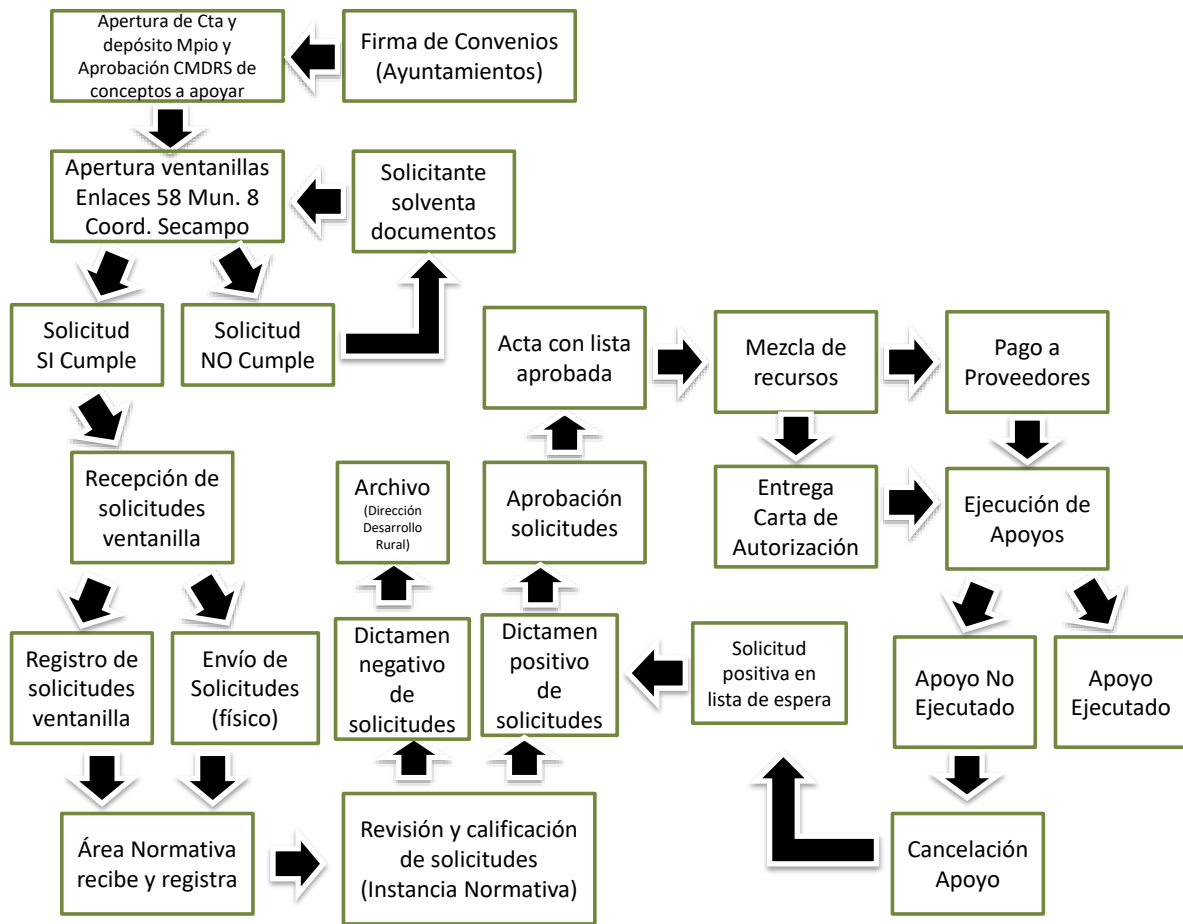 Apertura de Cta y
depósito Mpio y
Aprobación CMDRS de
conceptos a apoyar
Firma de Convenios
(Ayuntamientos)
Apertura ventanillas
Enlaces 58 Mun. 8
Coord. Secampo
Solicitante
solventa
documentos
Solicitud
SI Cumple
Solicitud
NO Cumple
Acta con lista
aprobada
Mezcla de
recursos
Pago a
Proveedores
Recepción de
solicitudes
ventanilla
Archivo
(Dirección
Desarrollo
Rural)
Aprobación
solicitudes
Entrega
Carta de
Autorización
Ejecución de
Apoyos
Registro de
solicitudes
ventanilla
Envío de
Solicitudes
(físico)
Dictamen
negativo
de
solicitudes
Dictamen
positivo
de
solicitudes
Solicitud
positiva en
lista de espera
Apoyo No
Ejecutado
Apoyo
Ejecutado
Área Normativa
recibe y registra
Revisión y calificación
de solicitudes
(Instancia Normativa)
Cancelación
Apoyo